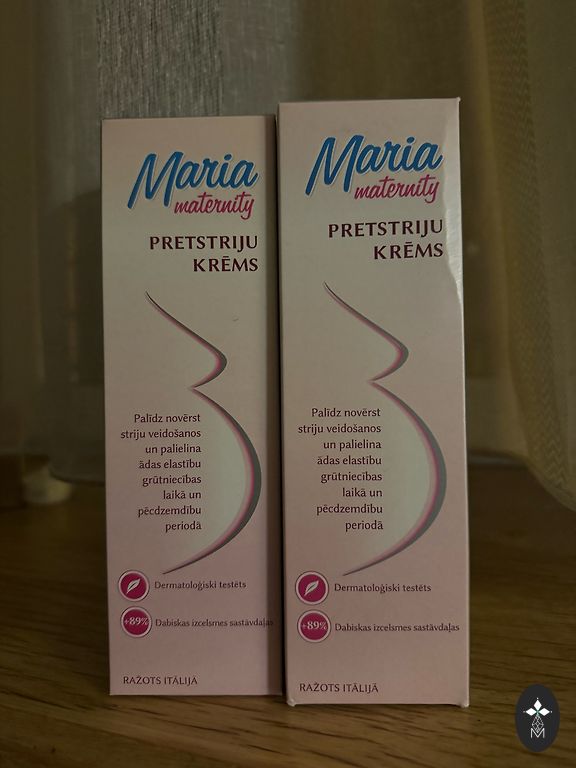 Maria
maternity
PRETSTRIJU
KRĒMS
Palīdz novērst
striju veidošanos
un palielina
ādas elastību
grūtniecības
laikā un
pēcdzemdību
periodā
Dermatoloģiski testēts
+89%
Dabiskas izcelsmes sastāvdaļas
RAŽOTS ITĀLIJĀ
Maria
maternity
PRETSTRIJU
KRĒMS
Palīdz novērst
striju veidošanos
un palielina
ādas elastību
grūtniecības
laikā un
pēcdzemdību
periodā
Dermatoloģiski testēts
+89%
Dabiskas izcelsmes sastāvdaļas
RAŽOTS ITĀLIJĀ
M